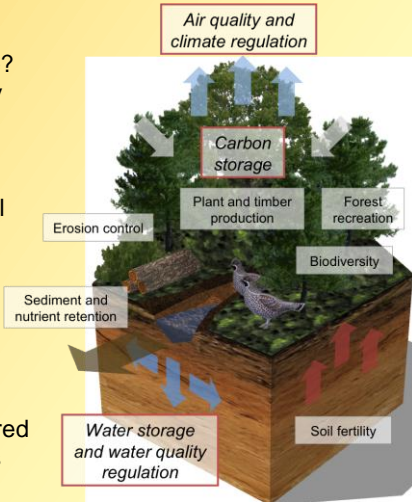 Air quality and
climate regulation
?
Carbon
storage
Plant and timber
production
Forest
recreation
Erosion control
Biodiversity
Sediment and
nutrient retention
Water storage
and water quality
regulation
Soil fertility
red